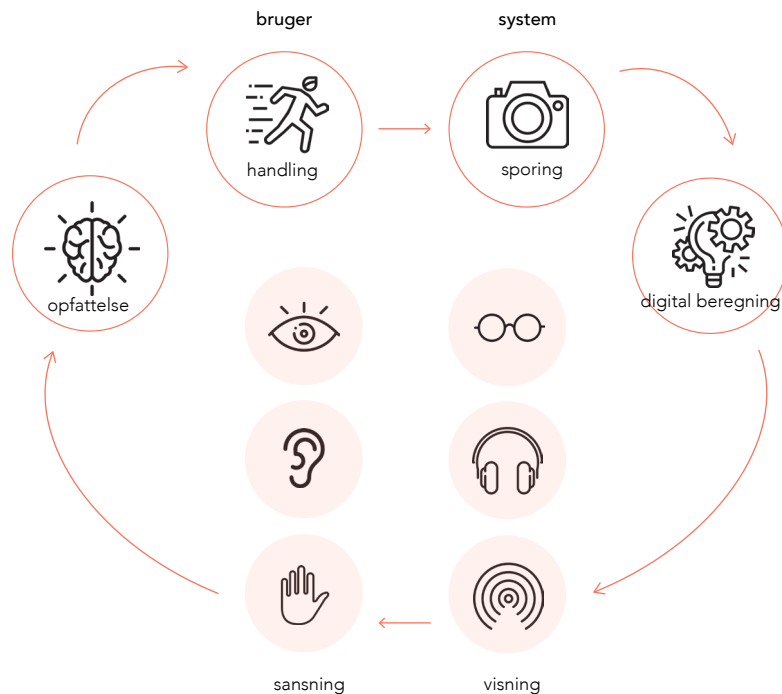 bruger
system
handling
sporing
opfattelse
digital beregning
sansning
visning